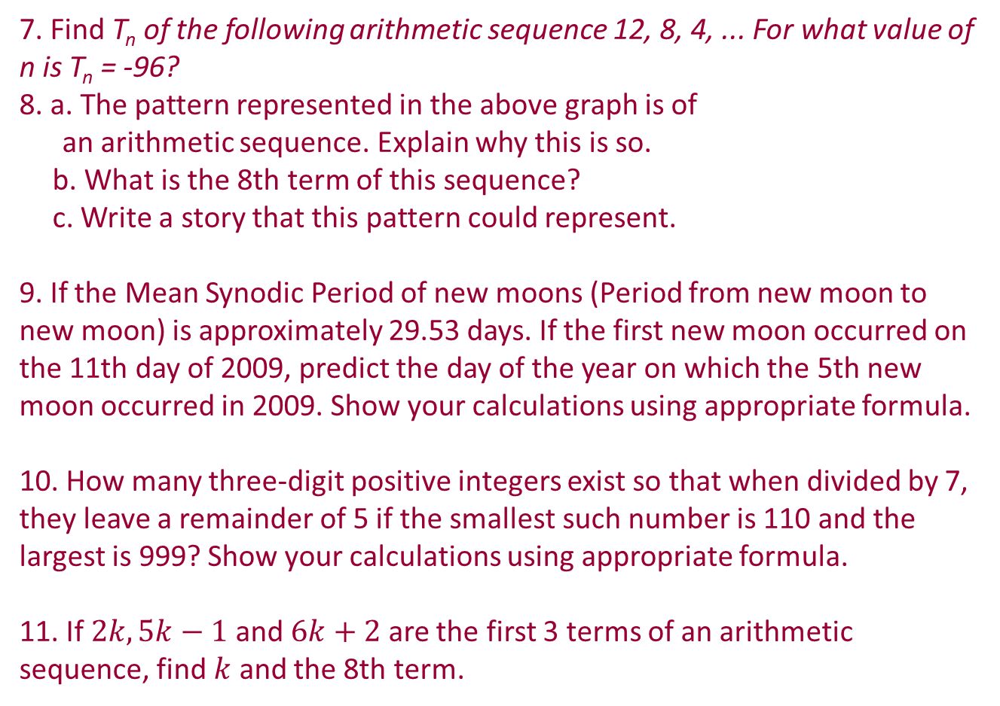 7. Find Tn of the following arithmetic sequence 12, 8, 4, ... For what value of
n is Tn = -96?
8. a. The pattern represented in the above graph is of
an arithmetic sequence. Explain why this is so.
b. What is the 8th term of this sequence?
c. Write a story that this pattern could represent.
9. If the Mean Synodic Period of new moons (Period from new moon to
new moon) is approximately 29.53 days. If the first new moon occurred on
the 11th day of 2009, predict the day of the year on which the 5th new
moon occurred in 2009. Show your calculations using appropriate formula.
10. How many three-digit positive integers exist so that when divided by 7,
they leave a remainder of 5 if the smallest such number is 110 and the
largest is 999? Show your calculations using appropriate formula.
11. If 2k, 5k − 1 and 6k + 2 are the first 3 terms of an arithmetic
sequence, find k and the 8th term.